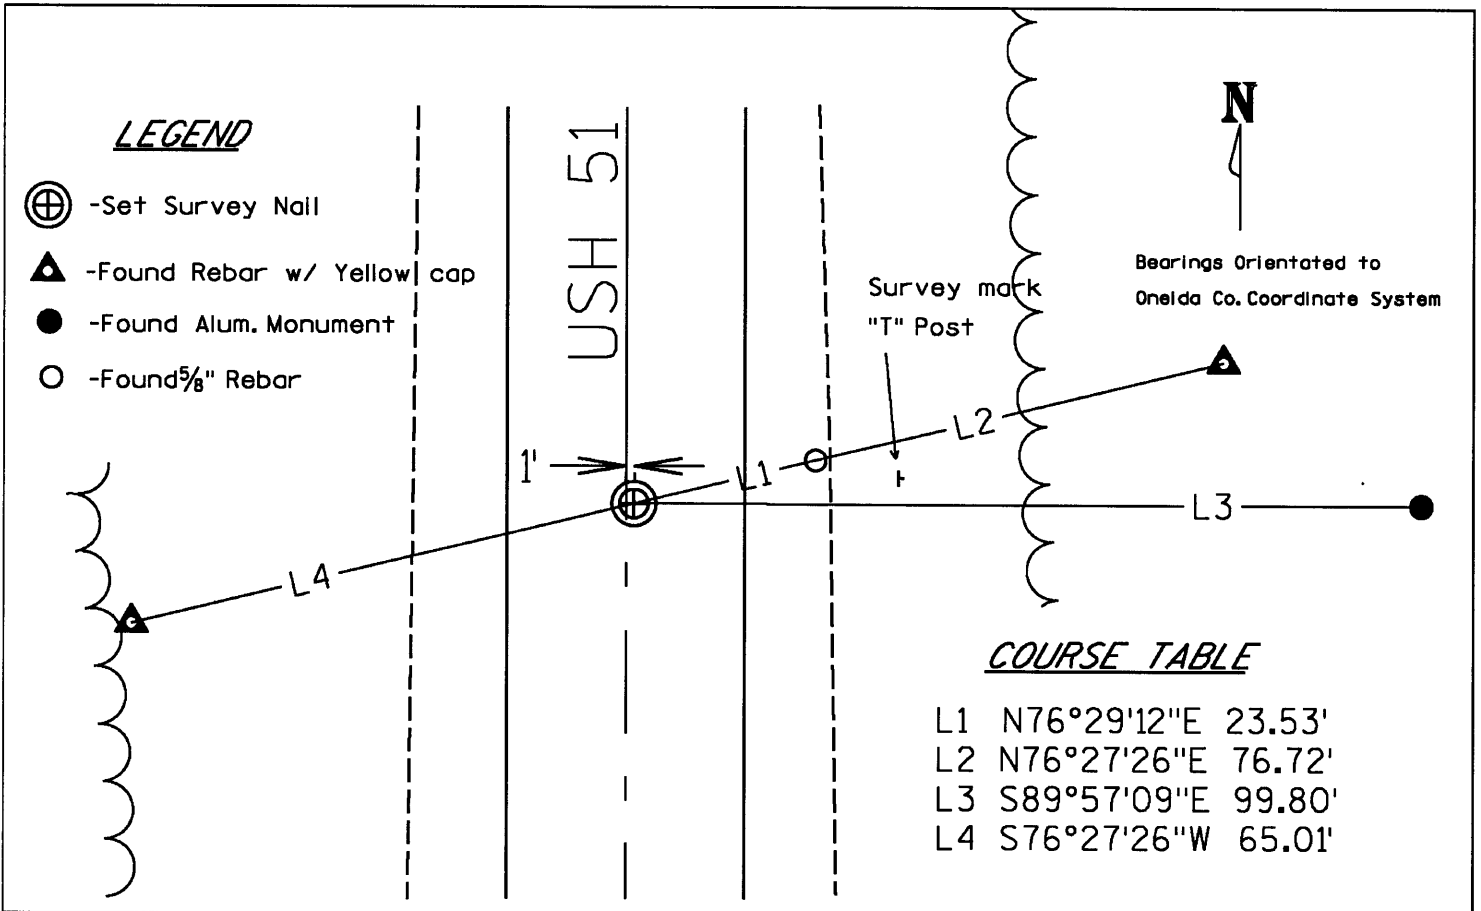 LEGEND
-Set Survey Nail
-Found Rebar w/ Yellow cap
-Found Alum. Monument
-Found 5/8" Rebar
USH 51
N
Bearings Orientated to
Oneida Co. Coordinate System
Survey mark
"T" Post
1'
L1
L2
L3
L4
COURSE TABLE
L1 N76°29'12"E 23.53'
L2 N76°27'26"E 76.72'
L3 S89°57'09"E 99.80'
L4 S76°27'26"W 65.01'